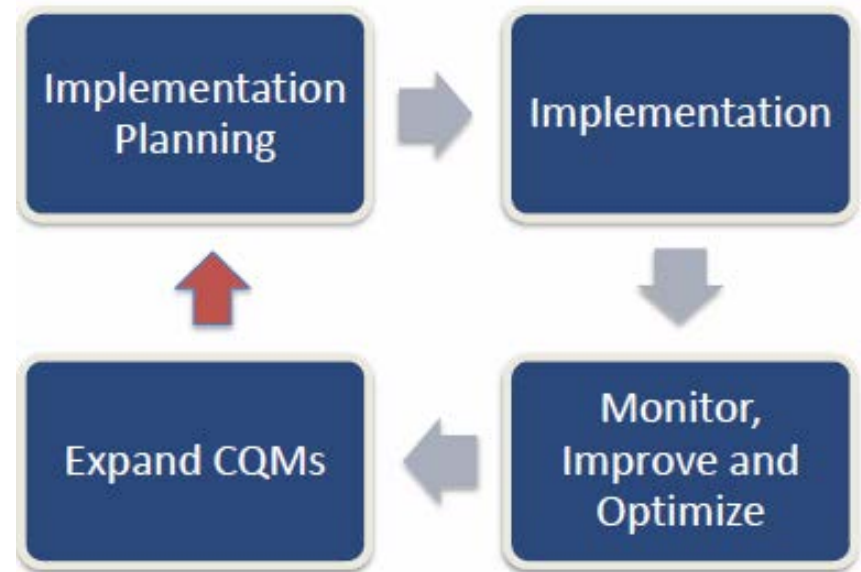 Implementation
Planning
Implementation
Expand CQMs
Monitor,
Improve and
Optimize